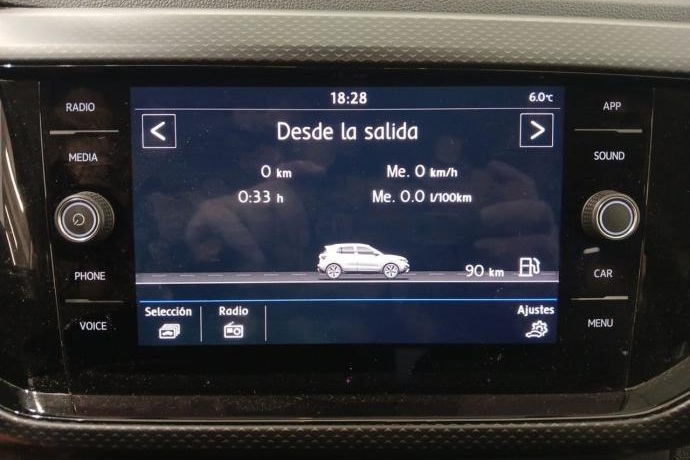 RADIO
MEDIA
PHONE
VOICE
18:28
6.0°C
<
Desde la salida
>
0 km
Me. 0 km/h
0:33 h
Me. 0.0 l/100km
90 km
Selección
Radio
Ajustes
APP
SOUND
CAR
MENU